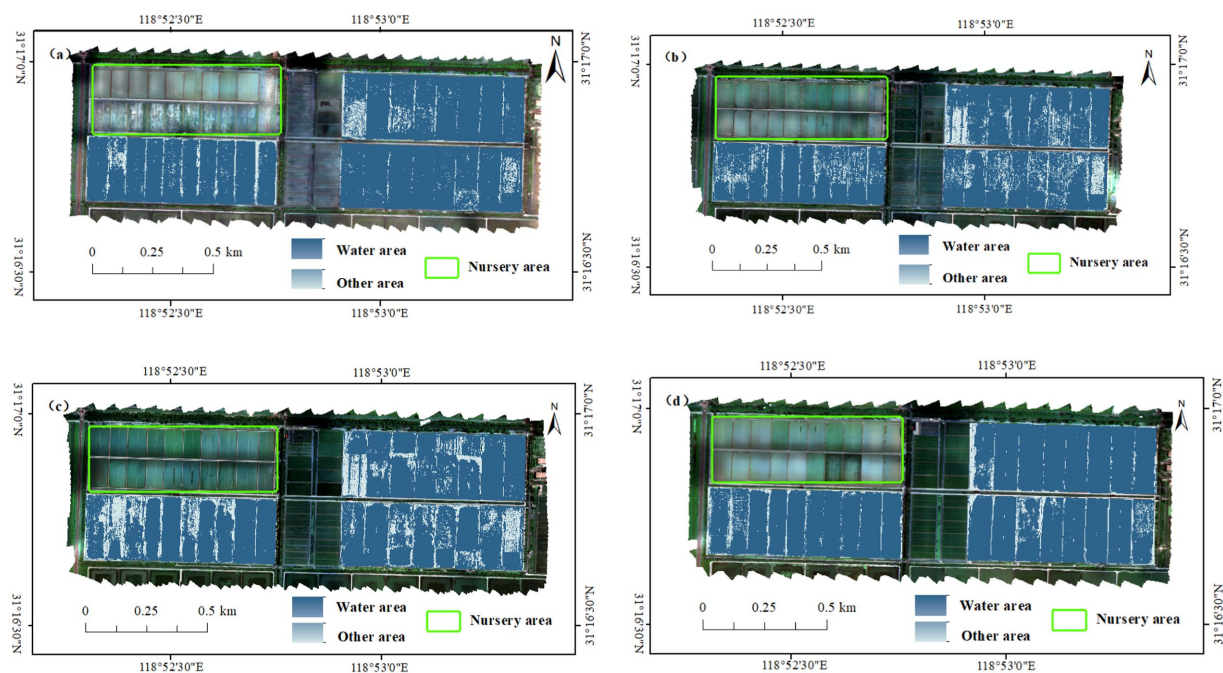 118°52'30"E 118°53'0"E
31°17'0"N
(a)
N
31°17'0"N
0 0.25 0.5 km
Water area
Other area
Nursery area
31°16'30"N
31°16'30"N
118°52'30"E 118°53'0"E
118°52'30"E 118°53'0"E
31°17'0"N
(b)
N
31°17'0"N
0 0.25 0.5 km
Water area
Other area
Nursery area
31°16'30"N
31°16'30"N
118°52'30"E 118°53'0"E
118°52'30"E 118°53'0"E
31°17'0"N
(c)
N
31°17'0"N
0 0.25 0.5 km
Water area
Other area
Nursery area
31°16'30"N
31°16'30"N
118°52'30"E 118°53'0"E
118°52'30"E 118°53'0"E
31°17'0"N
(d)
N
31°17'0"N
0 0.25 0.5 km
Water area
Other area
Nursery area
31°16'30"N
31°16'30"N
118°52'30"E 118°53'0"E